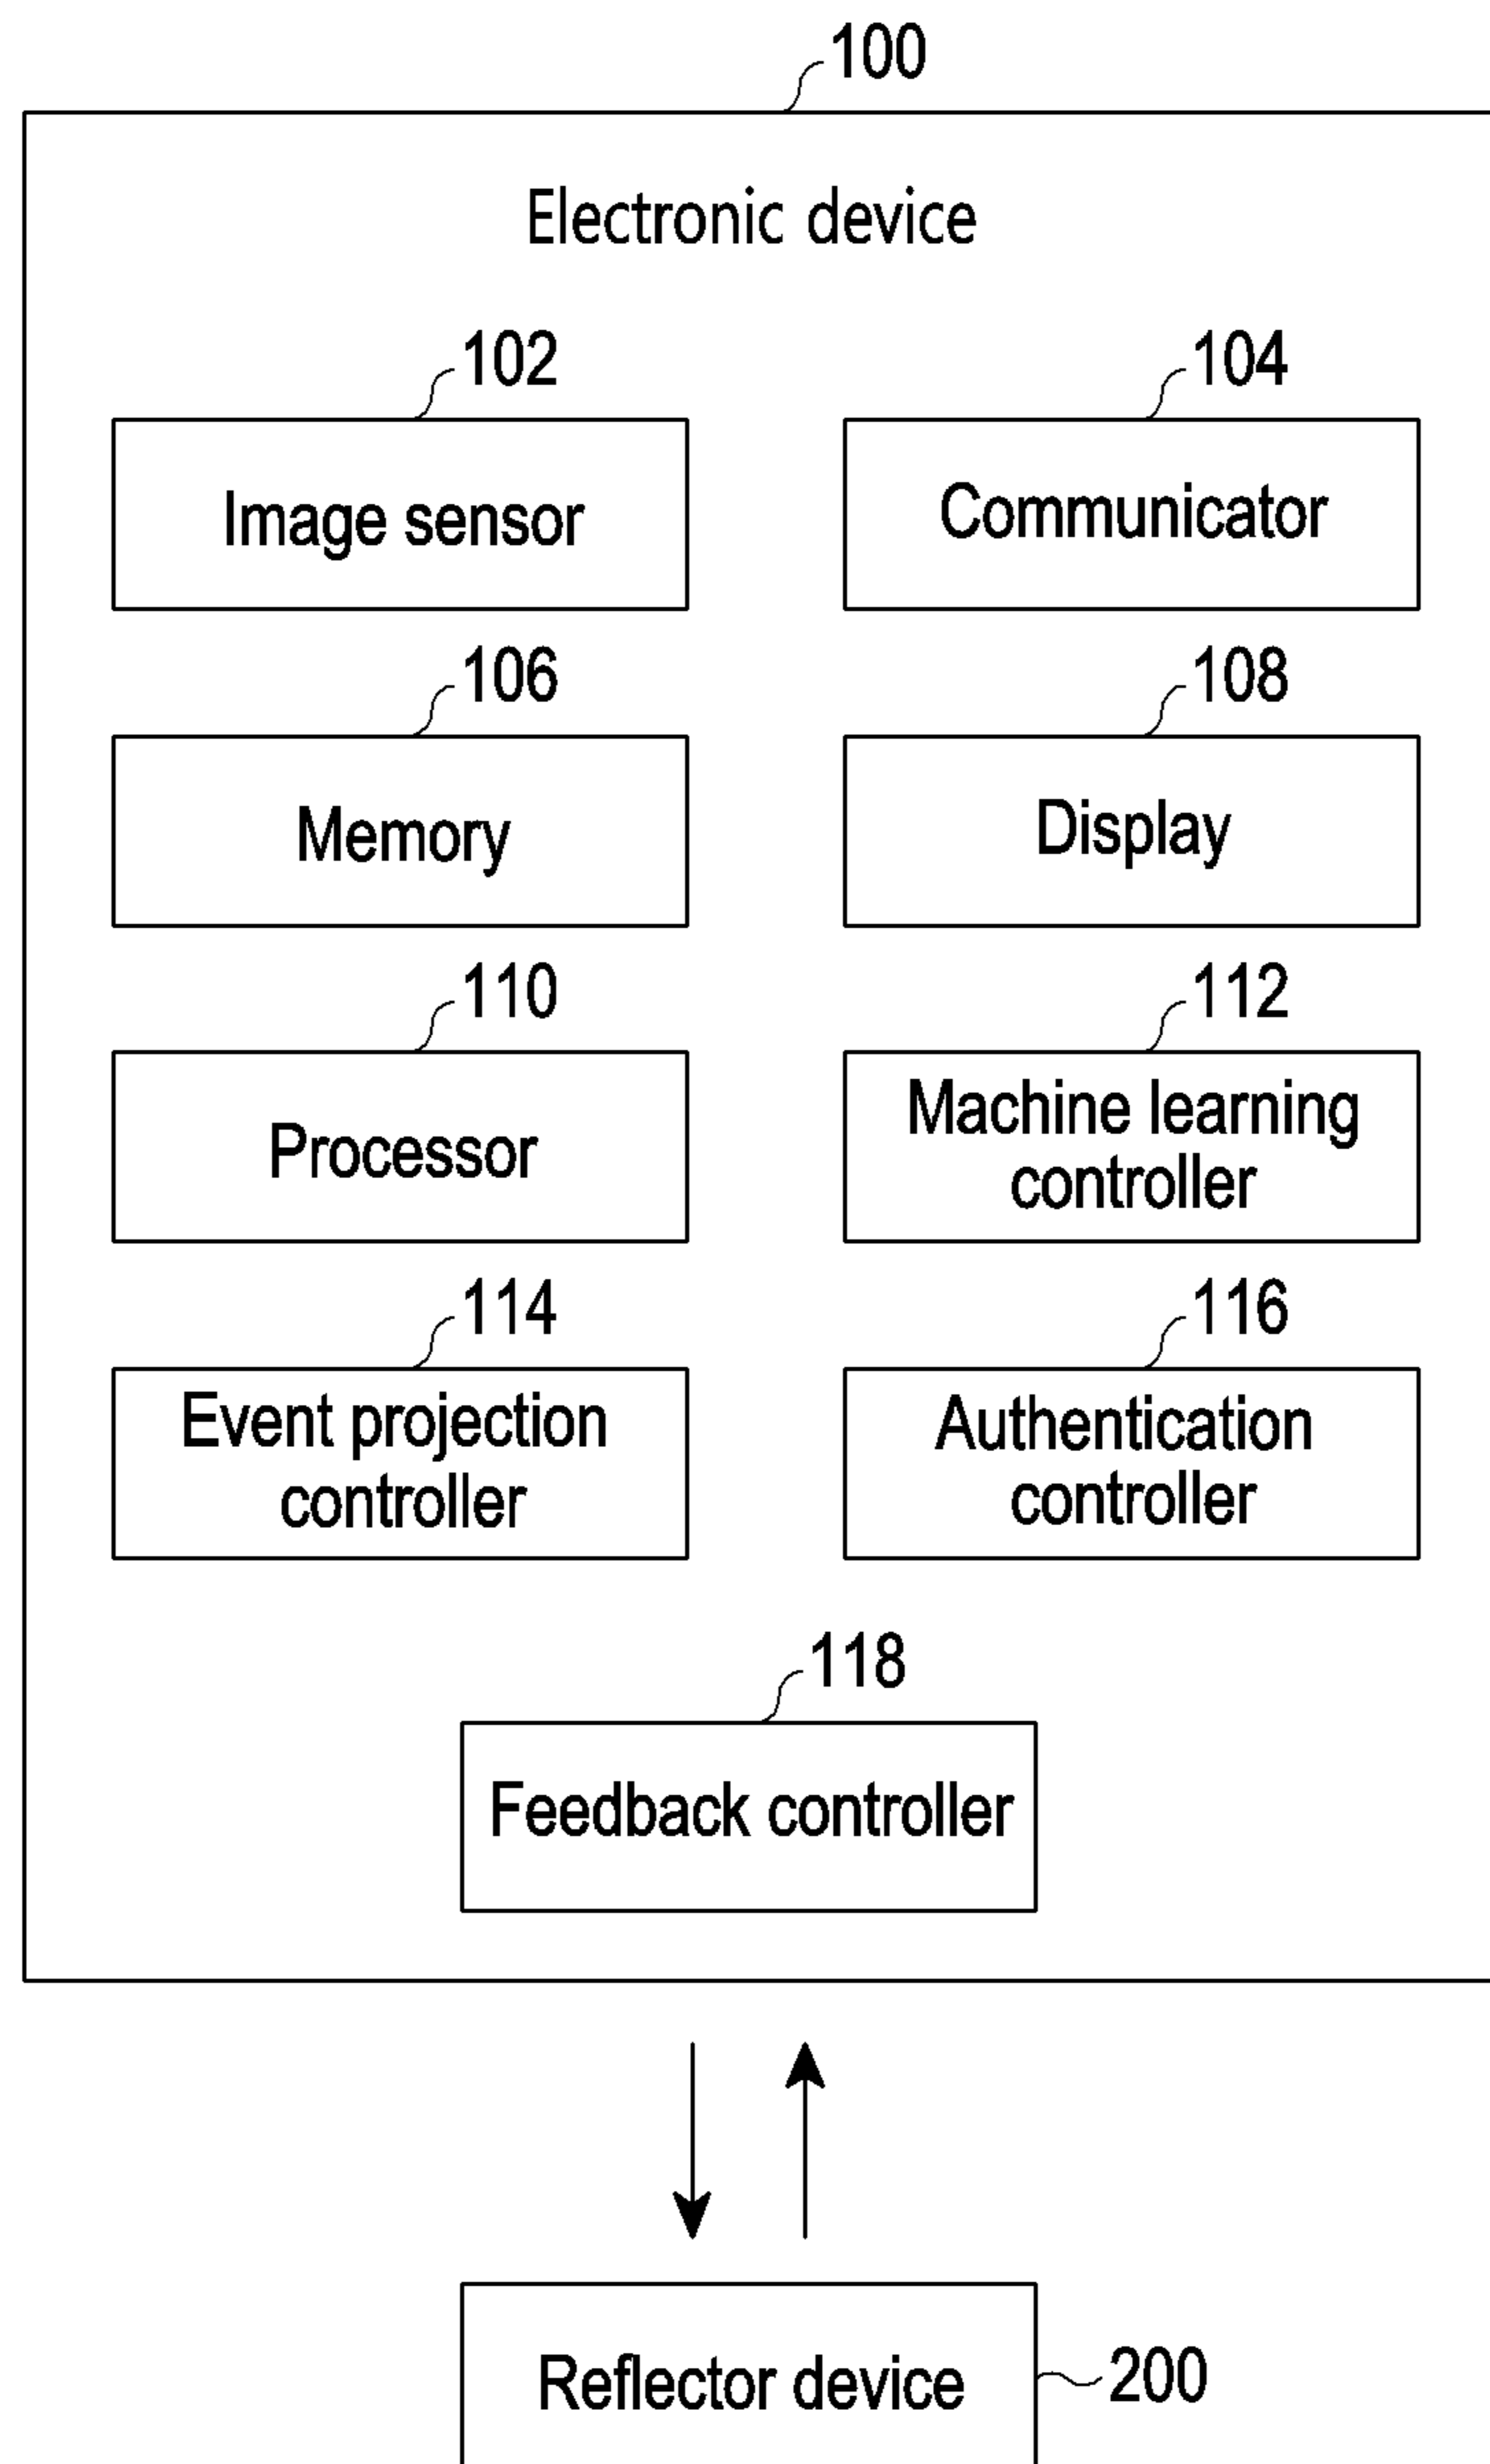 100
Electronic device
102
104
Image sensor
Communicator
106
108
Memory
Display
110
112
Processor
Machine learning
controller
114
116
Event projection
controller
Authentication
controller
118
Feedback controller
Reflector device
200